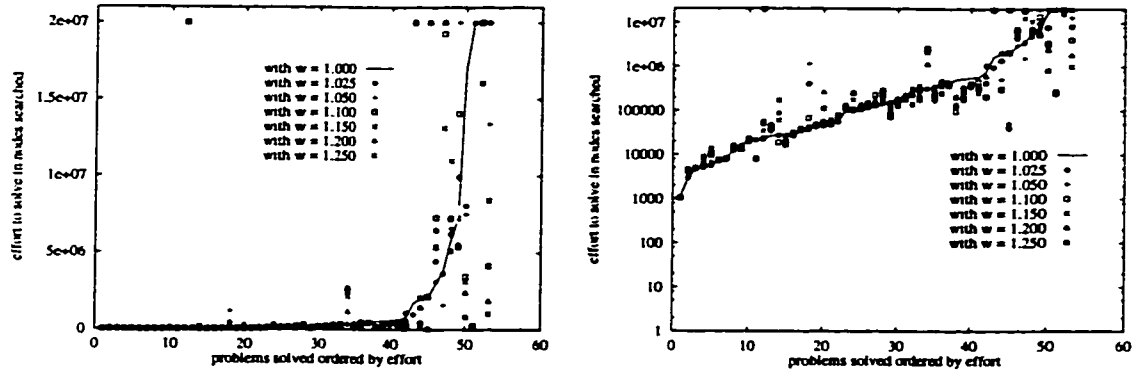 2e+07
1.5e+07
1e+07
5e+06
0
effort to solve in nodes searched
with w = 1.000
with w = 1.025
with w = 1.050
with w = 1.100
with w = 1.150
with w = 1.200
with w = 1.250
0 10 20 30 40 50 60
problems solved ordered by effort
1e+07
1e+06
100000
10000
1000
100
10
1
effort to solve in nodes searched
with w = 1.000
with w = 1.025
with w = 1.050
with w = 1.100
with w = 1.150
with w = 1.200
with w = 1.250
0 10 20 30 40 50 60
problems solved ordered by effort